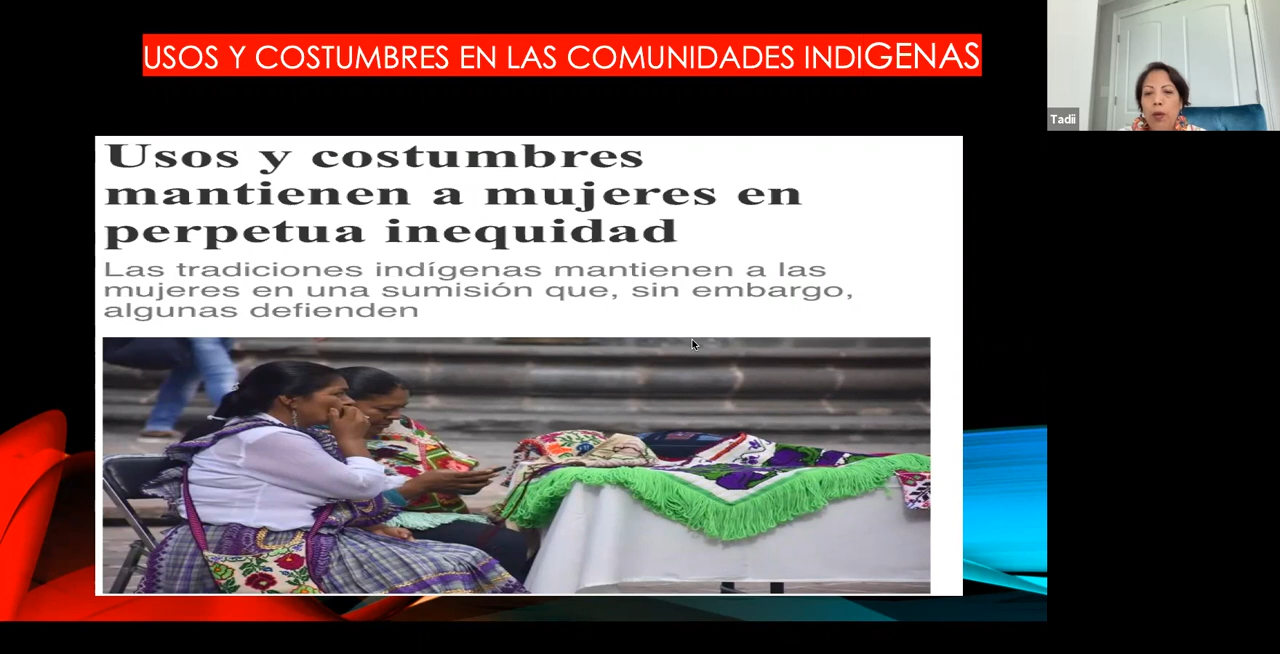 USOS Y COSTUMBRES EN LAS COMUNIDADES INDIGENAS
Tadii
Usos y costumbres
mantienen a mujeres en
perpetua inequidad
Las tradiciones indígenas mantienen a las
mujeres en una sumisión que, sin embargo,
algunas defienden